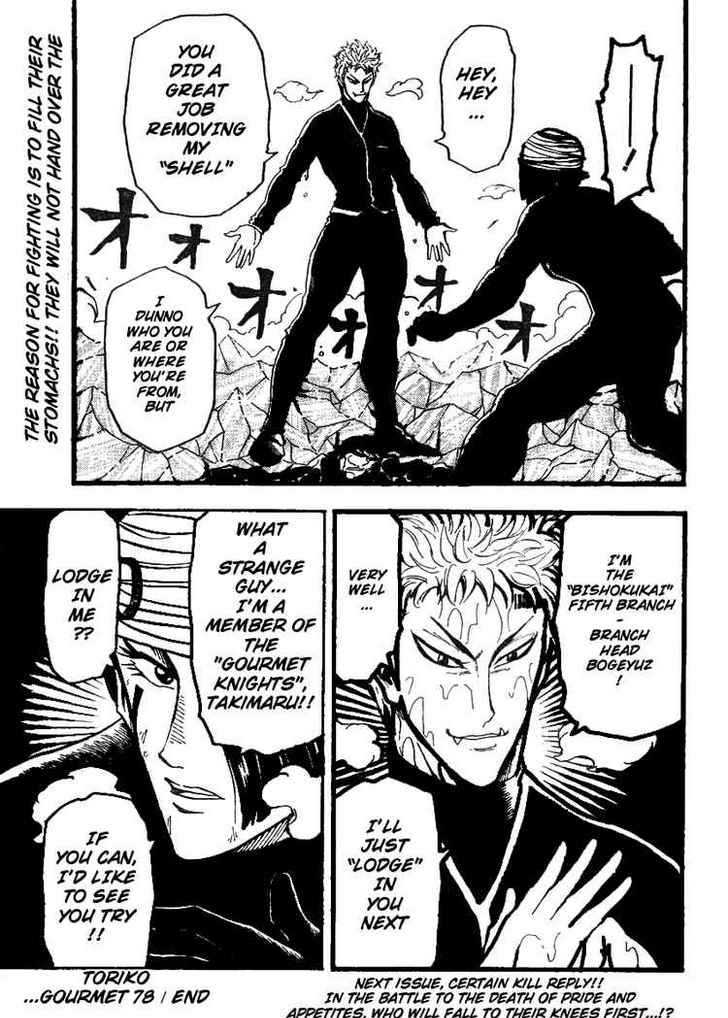 THE REASON FOR FIGHTING IS TO FILL THEIR
STOMACHS!! THEY WILL NOT HAND OVER THE
——!
HEY,
HEY
...
YOU
DID A
GREAT
JOB
REMOVING
MY
"SHELL"
オ
オ
オ
オ
オ
オ
I
DUNNO
WHO YOU
ARE OR
WHERE
YOU'RE
FROM,
BUT
I'M
THE
"BISHOKUKAI"
FIFTH BRANCH
-
BRANCH
HEAD
BOGEYUZ
!
VERY
WELL
...
I'LL
JUST
"LODGE"
IN
YOU
NEXT
WHAT
A
STRANGE
GUY...
I'M A
MEMBER OF
THE
"GOURMET
KNIGHTS",
TAKIMARU!!
LODGE
IN
ME
??
IF
YOU CAN,
I'D LIKE
TO SEE
YOU TRY
!!
TORIKO
...GOURMET 78 / END
NEXT ISSUE, CERTAIN KILL REPLY!!
IN THE BATTLE TO THE DEATH OF PRIDE AND
APPETITES, WHO WILL FALL TO THEIR KNEES FIRST...!?